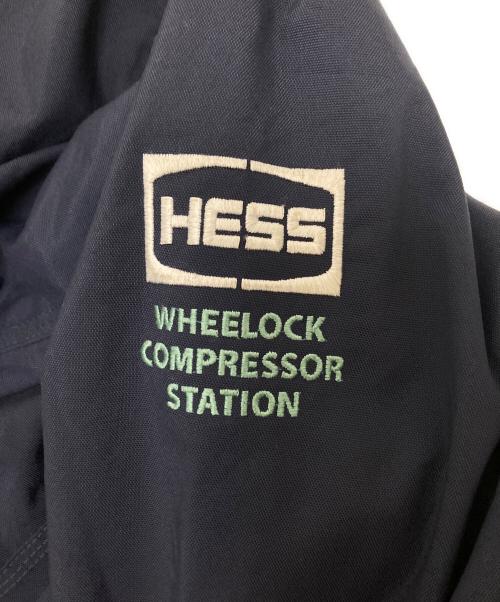 HESS
WHEELOCK
COMPRESSOR
STATION